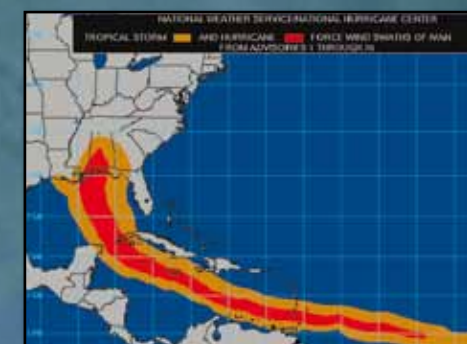 NATIONAL WEATHER SERVICE/NATIONAL HURRICANE CENTER
TROPICAL STORM AND HURRICANE FORCE WIND SWATHS OF IVAN
FROM ADVISORIES 1 THROUGH